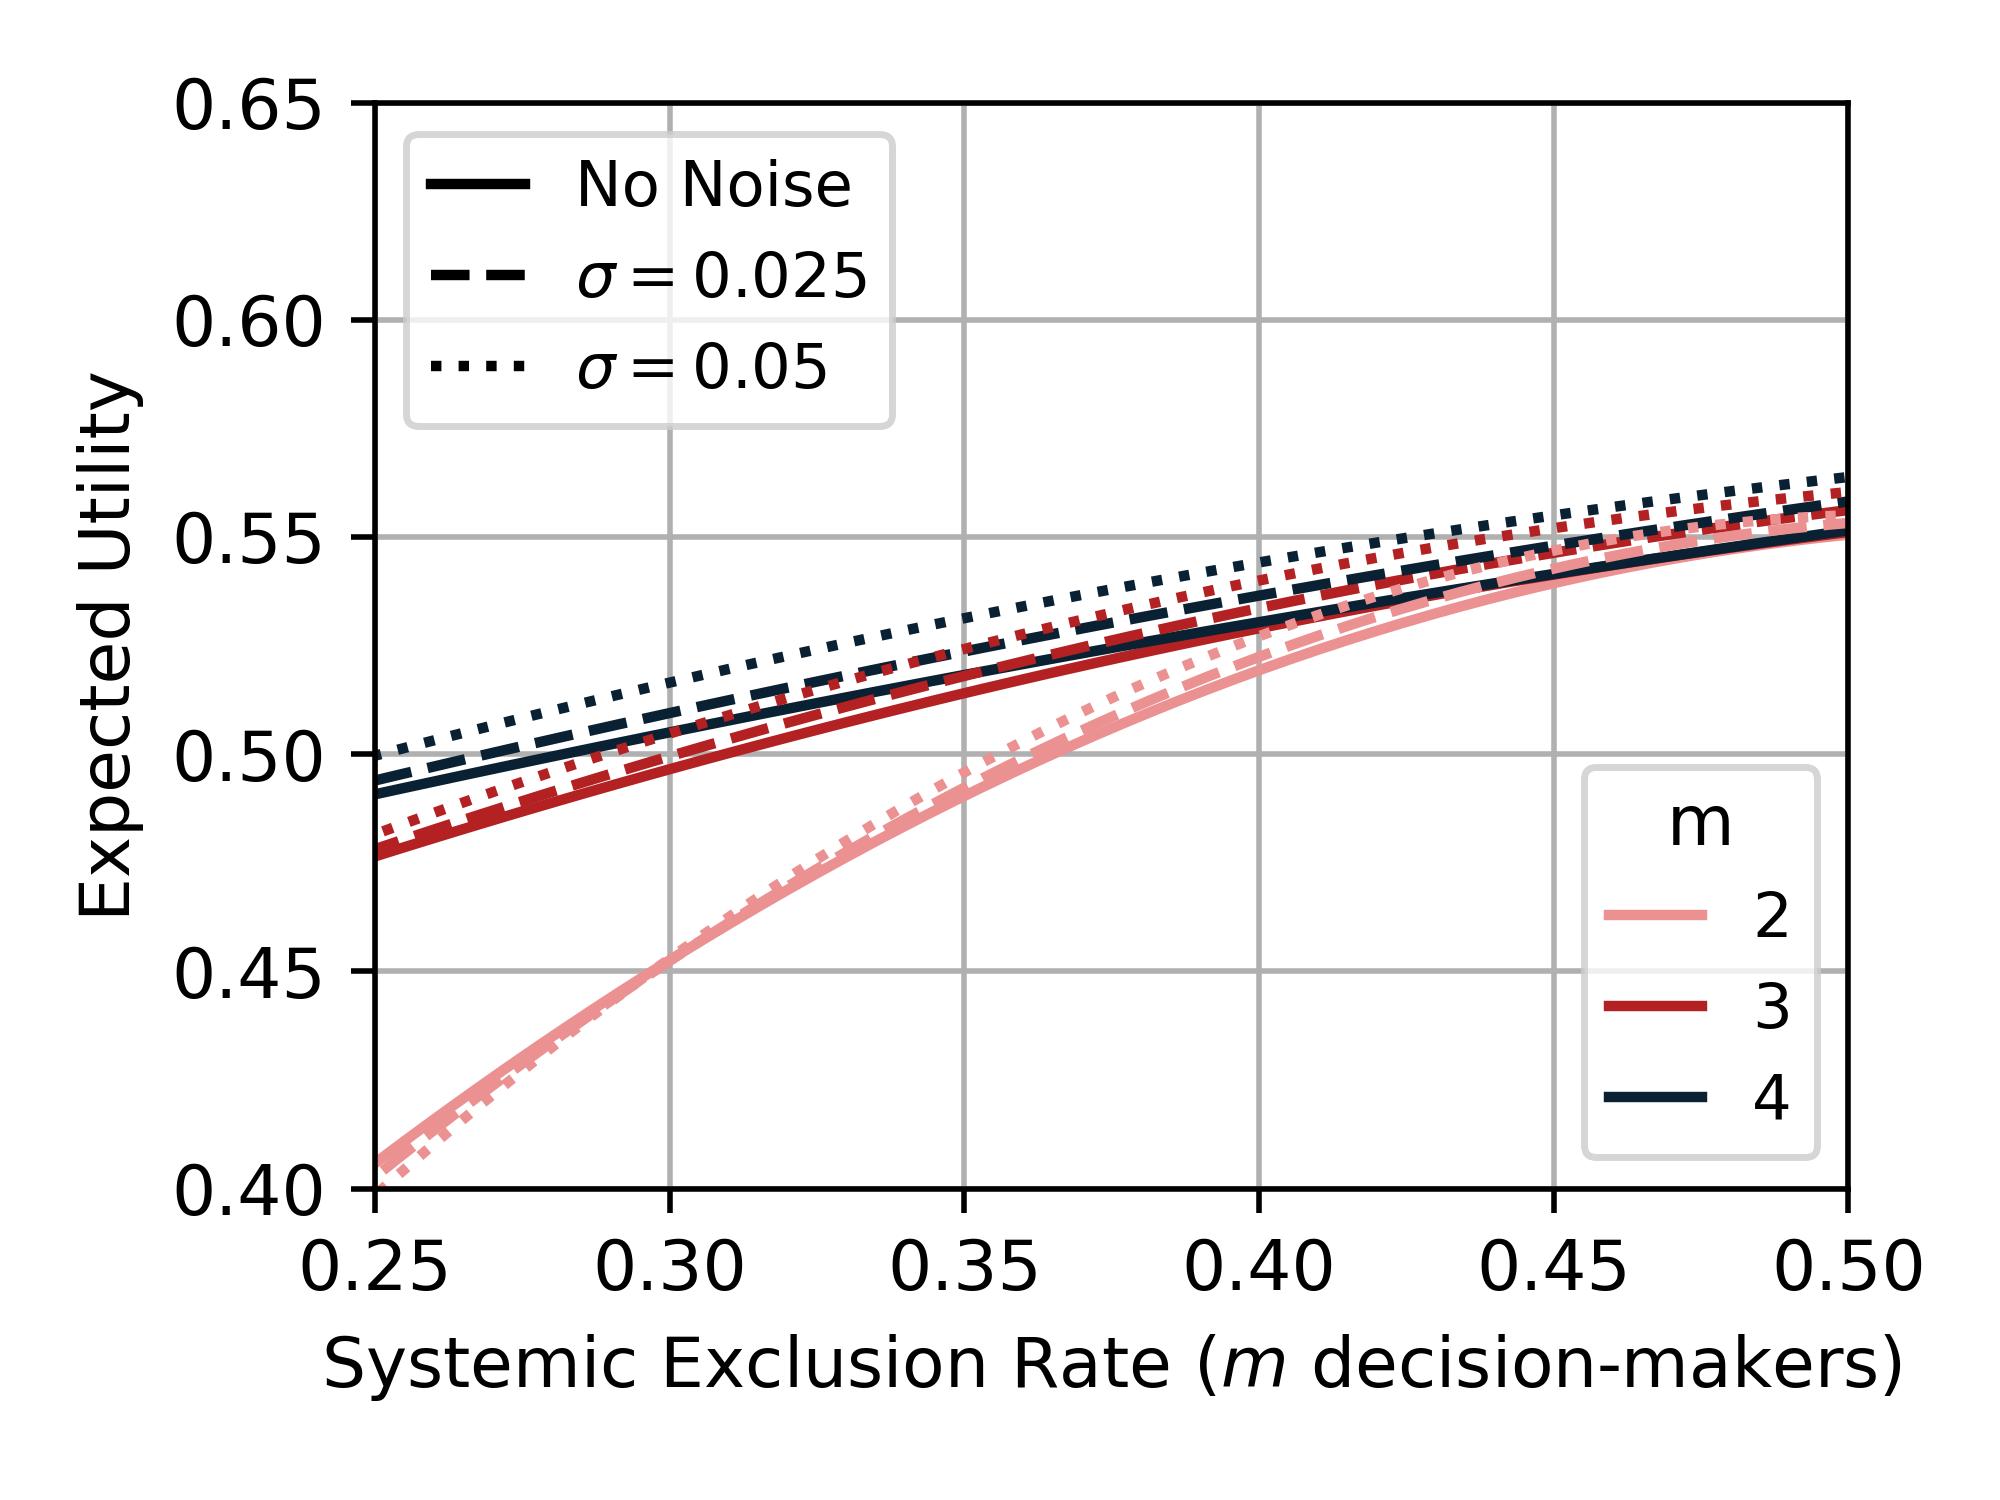 0.65
0.60
0.55
0.50
0.45
0.40
Expected Utility
No Noise
σ = 0.025
σ = 0.05
m
2
3
4
0.25 0.30 0.35 0.40 0.45 0.50
Systemic Exclusion Rate (m decision-makers)